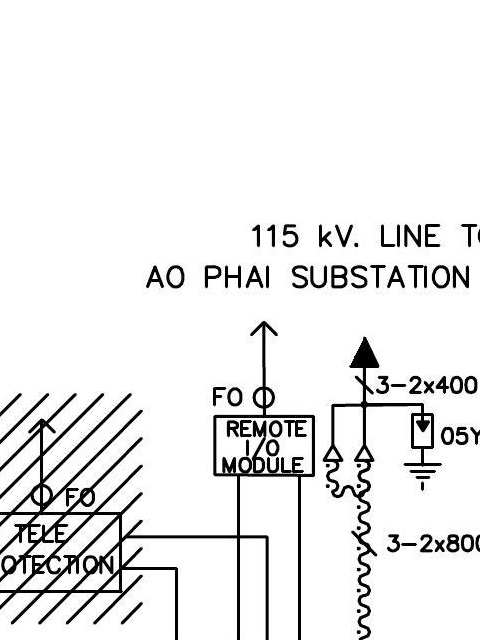 115 kV. LINE T
AO PHAI SUBSTATION
3-2x400
FO
REMOTE
I/O
MODULE
05Y
FO
TELE
OTECTION
3-2x800